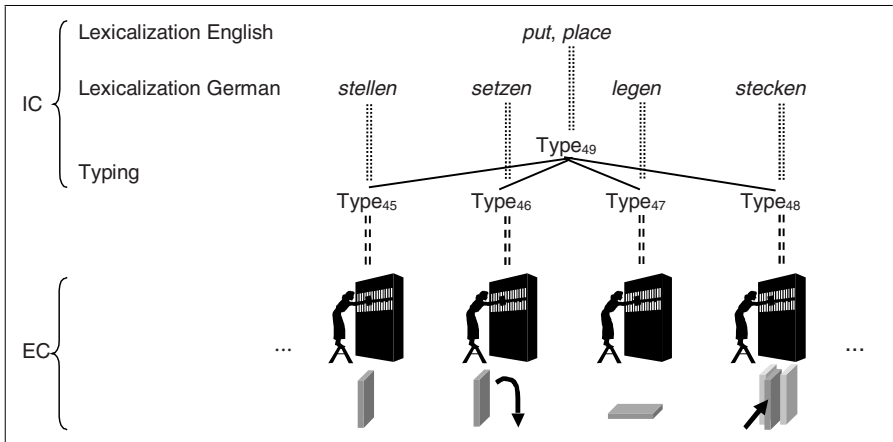 Lexicalization English put, place
Lexicalization German stellen setzen legen stecken
IC
Type49
Typing
Type45 Type46 Type47 Type48
... ...
EC